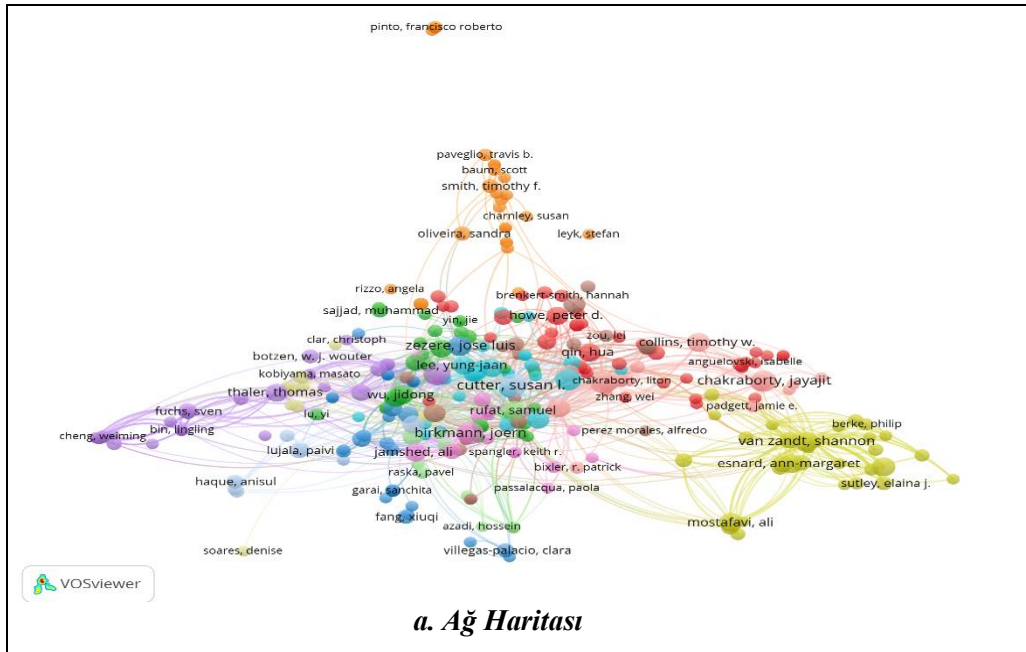 pinto, francisco roberto
paveglio, travis b.
baum, scott
smith, timothy f.
charnley, susan
oliveira, sandra
leyk, stefan
rizzo, angela
brenkert-smith, hannah
sajjad, muhammad
howe, peter d.
yin, jie
zou, lei
clar, christoph
zezere, jose luis
collins, timothy w.
botzen, w. j. wouter
qin, hua
lee, yung-jaan
anguelovski, isabelle
kobiyama, masato
cutter, susan l.
chakraborty, liton
chakraborty, jayajit
thaler, thomas
wu, jidong
zhang, wei
fuchs, sven
lu, yi
rufat, samuel
padgett, jamie e.
cheng, weiming
bin, lingling
birkmann, joern
perez morales, alfredo
berke, philip
van zandt, shannon
lujala, paivi
jamshed, ali
spangler, keith r.
raska, pavel
bixler, r. patrick
esnard, ann-margaret
haque, anisul
garai, sanchita
passalacqua, paola
sutley, elaina j.
fang, xiuqi
azadi, hossein
mostafavi, ali
soares, denise
villegas-palacio, clara
VOSviewer
a. Ağ Haritası